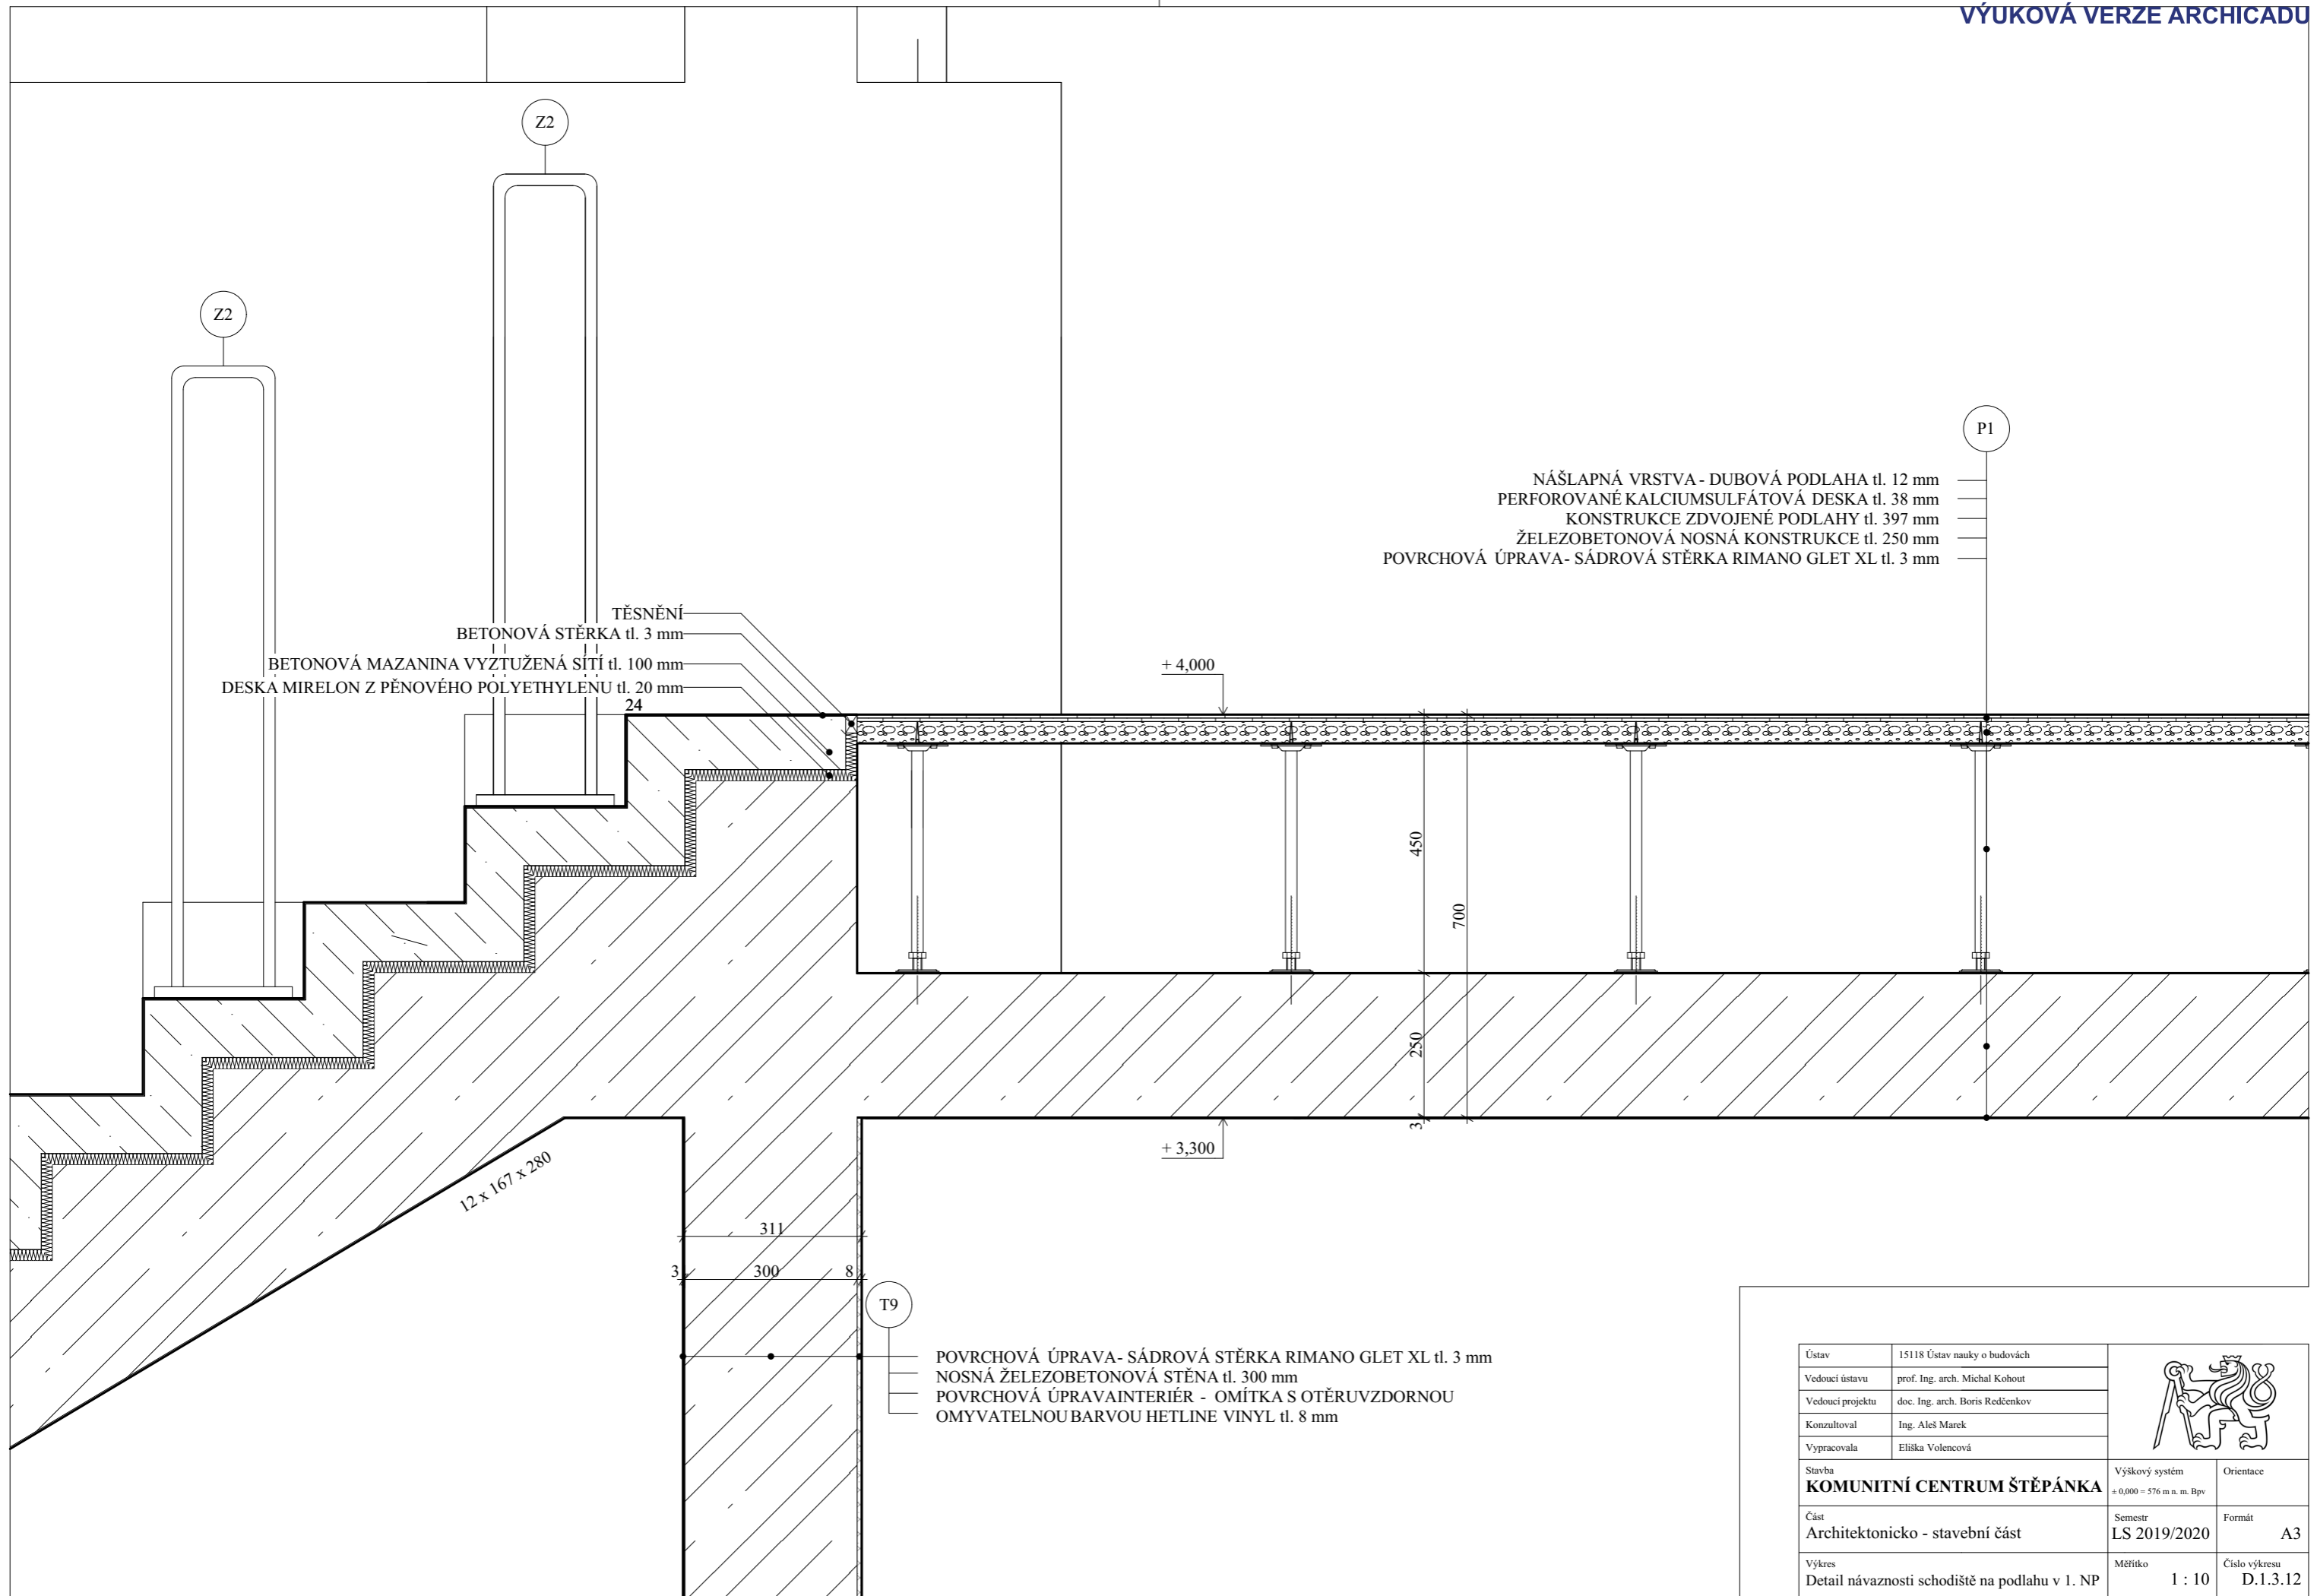 VÝUKOVÁ VERZE ARCHICADU
Z2
Z2
P1
NÁŠLAPNÁ VRSTVA - DUBOVÁ PODLAHA tl. 12 mm
PERFOROVANÉ KALCIUMSULFÁTOVÁ DESKA tl. 38 mm
KONSTRUKCE ZDVOJENÉ PODLAHY tl. 397 mm
ŽELEZOBETONOVÁ NOSNÁ KONSTRUKCE tl. 250 mm
POVRCHOVÁ ÚPRAVA- SÁDROVÁ STĚRKA RIMANO GLET XL tl. 3 mm
TĚSNĚNÍ
BETONOVÁ STĚRKA tl. 3 mm
BETONOVÁ MAZANINA VYZTUŽENÁ SÍTÍ tl. 100 mm
DESKA MIRELON Z PĚNOVÉHO POLYETHYLENU tl. 20 mm
24
+ 4,000
450
700
250
3
+ 3,300
12 x 167 x 280
311
3 300 8
T9
POVRCHOVÁ ÚPRAVA- SÁDROVÁ STĚRKA RIMANO GLET XL tl. 3 mm
NOSNÁ ŽELEZOBETONOVÁ STĚNA tl. 300 mm
POVRCHOVÁ ÚPRAVAINTERIÉR - OMÍTKA S OTĚRUVZDORNOU
OMYVATELNOU BARVOU HETLINE VINYL tl. 8 mm
Ústav 15118 Ústav nauky o budovách
Vedoucí ústavu prof. Ing. arch. Michal Kohout
Vedoucí projektu doc. Ing. arch. Boris Redčenkov
Konzultoval Ing. Aleš Marek
Vypracovala Eliška Volencová
Stavba
KOMUNITNÍ CENTRUM ŠTĚPÁNKA
Výškový systém
± 0,000 = 576 m n. m. Bpv
Orientace
Část
Architektonicko - stavební část
Semestr
LS 2019/2020
Formát
A3
Výkres
Detail návaznosti schodiště na podlahu v 1. NP
Měřítko
1 : 10
Číslo výkresu
D.1.3.12